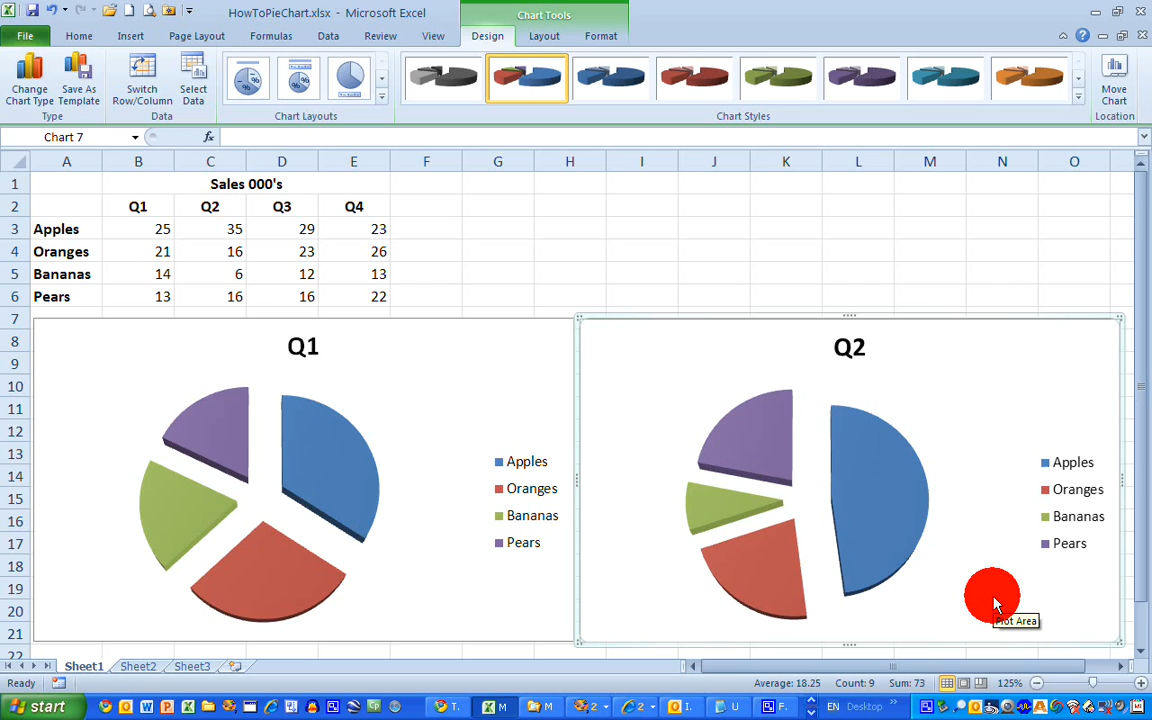 HowToPieChart.xlsx - Microsoft Excel
Chart Tools
File Home Insert Page Layout Formulas Data Review View Design Layout Format
Change Chart Type
Save As Template
Switch Row/Column
Select Data
Move Chart
Type Data Chart Layouts Chart Styles Location
Chart 7 fx
A B C D E F G H I J K L M N O
1 Sales 000's
2 Q1 Q2 Q3 Q4
3 Apples 25 35 29 23
4 Oranges 21 16 23 26
5 Bananas 14 6 12 13
6 Pears 13 16 16 22
7
8
9
10
11
12
13
14
15
16
17
18
19
20
21
22
Q1
Apples
Oranges
Bananas
Pears
Q2
Apples
Oranges
Bananas
Pears
Plot Area
Sheet1 Sheet2 Sheet3
Ready Average: 18.25 Count: 9 Sum: 73 125%
start T. M M 2 2 I. U F. EN Desktop »